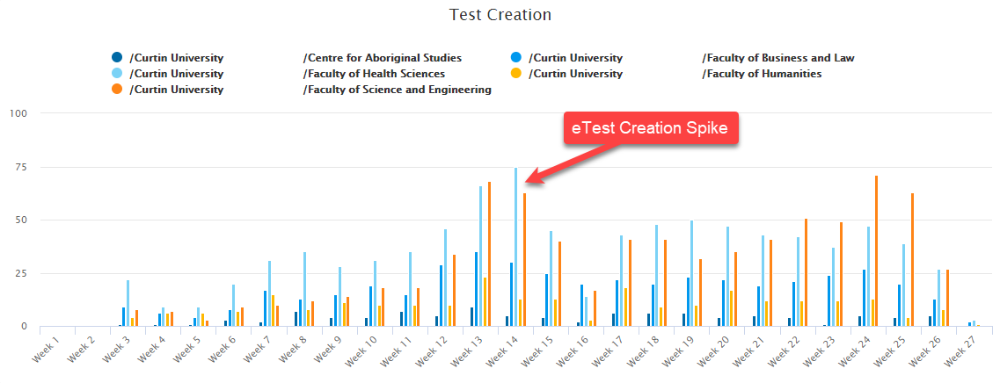 Test Creation
/Curtin University /Centre for Aboriginal Studies /Curtin University /Faculty of Business and Law
/Curtin University /Faculty of Health Sciences /Curtin University /Faculty of Humanities
/Curtin University /Faculty of Science and Engineering
100
eTest Creation Spike
75
50
25
0
Week 1 Week 2 Week 3 Week 4 Week 5 Week 6 Week 7 Week 8 Week 9 Week 10 Week 11 Week 12 Week 13 Week 14 Week 15 Week 16 Week 17 Week 18 Week 19 Week 20 Week 21 Week 22 Week 23 Week 24 Week 25 Week 26 Week 27